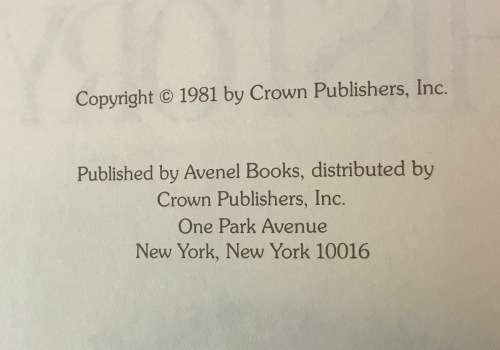 Copyright © 1981 by Crown Publishers, Inc.
Published by Avenel Books, distributed by
Crown Publishers, Inc.
One Park Avenue
New York, New York 10016